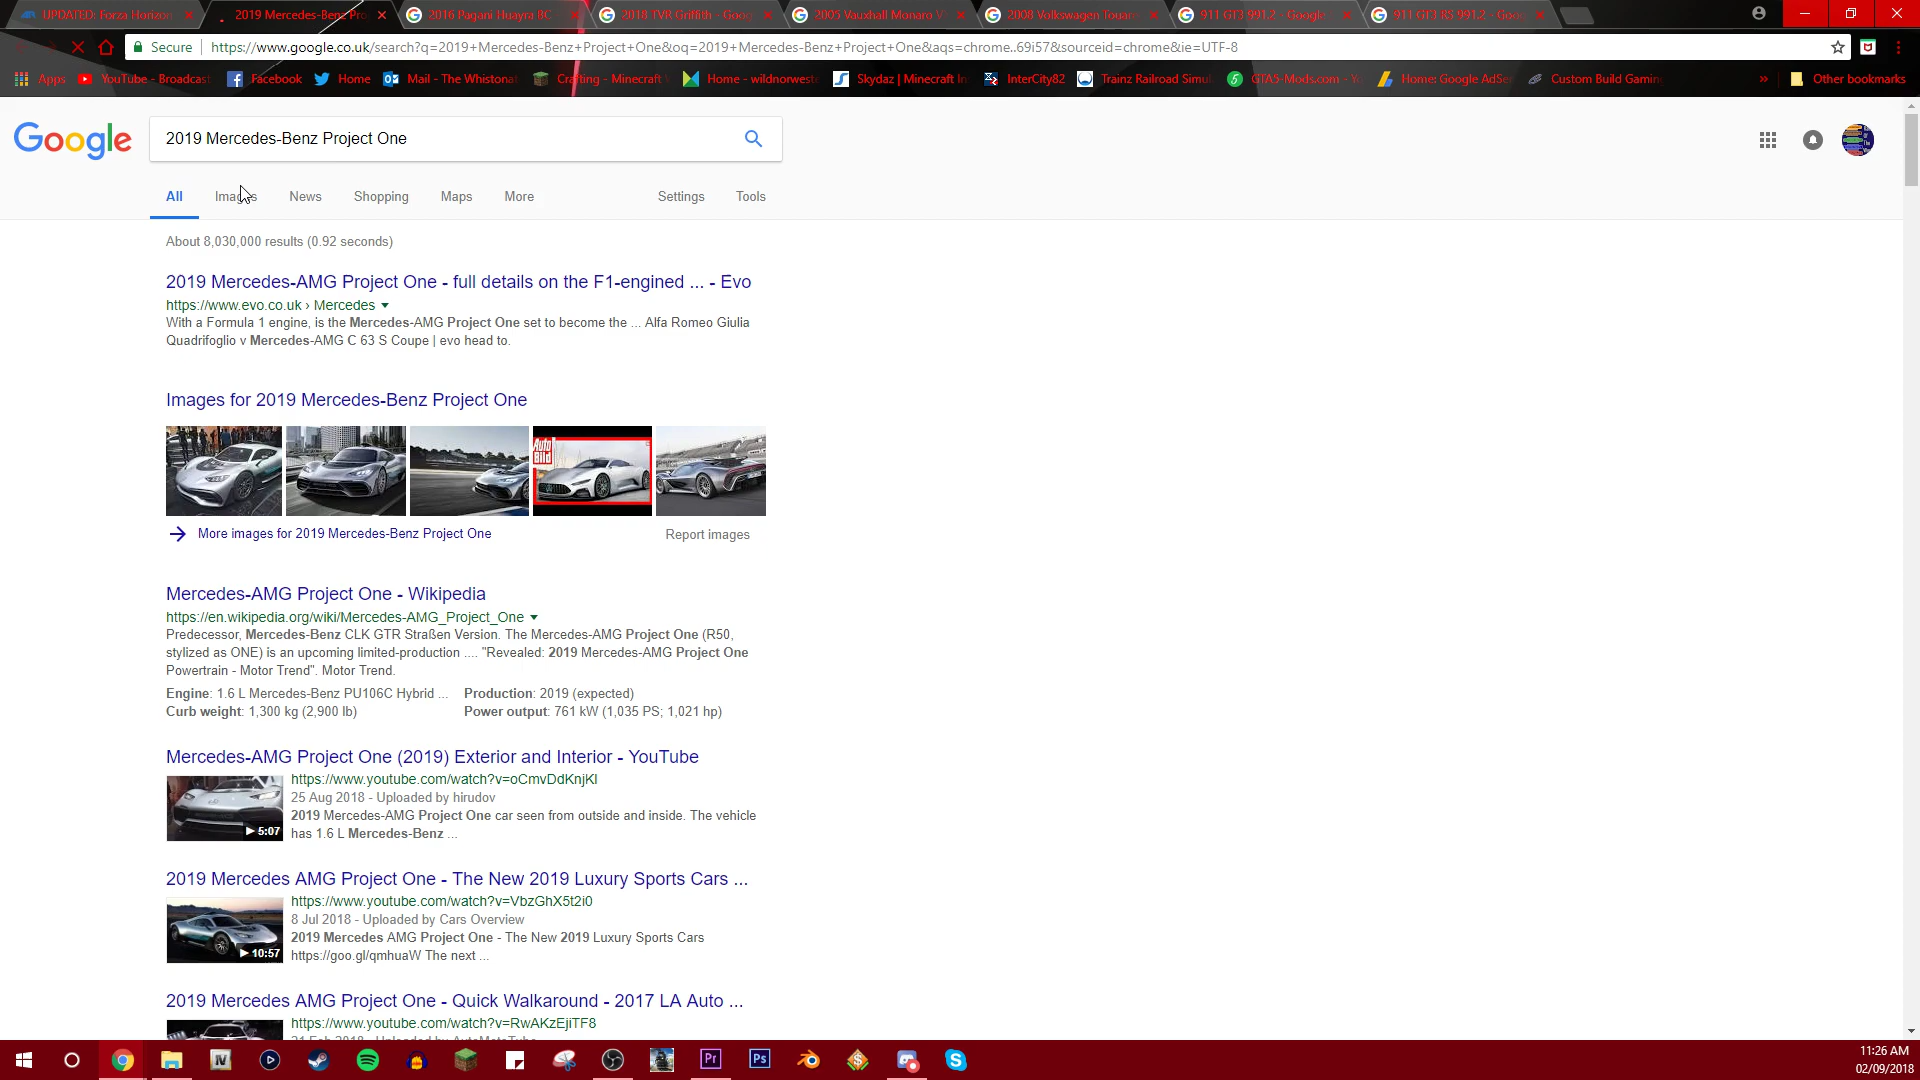 UPDATED: Forza Horizon
2019 Mercedes-Benz Pro
2016 Pagani Huayra BC
2018 TVR Griffith - Goog
2005 Vauxhall Monaro V
2008 Volkswagen Touare
911 GT3 991.2 - Google
911 GT3 RS 991.2 - Goog
Secure
https://www.google.co.uk/search?q=2019+Mercedes-Benz+Project+One&oq=2019+Mercedes-Benz+Project+One&aqs=chrome..69i57&sourceid=chrome&ie=UTF-8
Apps
YouTube - Broadcast
Facebook
Home
Mail - The Whistonat
Crafting - Minecraft
Home - wildnorweste
Skydaz | Minecraft In
InterCity82
Trainz Railroad Simul
GTA5-Mods.com - Y
Home: Google AdSe
Custom Build Gamin
» Other bookmarks
Google
2019 Mercedes-Benz Project One
All Images News Shopping Maps More Settings Tools
About 8,030,000 results (0.92 seconds)
2019 Mercedes-AMG Project One - full details on the F1-engined ... - Evo
https://www.evo.co.uk › Mercedes
With a Formula 1 engine, is the Mercedes-AMG Project One set to become the ... Alfa Romeo Giulia
Quadrifoglio v Mercedes-AMG C 63 S Coupe | evo head to.
Images for 2019 Mercedes-Benz Project One
Auto
Bild
More images for 2019 Mercedes-Benz Project One
Report images
Mercedes-AMG Project One - Wikipedia
https://en.wikipedia.org/wiki/Mercedes-AMG_Project_One
Predecessor, Mercedes-Benz CLK GTR Straßen Version. The Mercedes-AMG Project One (R50,
stylized as ONE) is an upcoming limited-production .... "Revealed: 2019 Mercedes-AMG Project One
Powertrain - Motor Trend". Motor Trend.
Engine: 1.6 L Mercedes-Benz PU106C Hybrid ... Production: 2019 (expected)
Curb weight: 1,300 kg (2,900 lb) Power output: 761 kW (1,035 PS; 1,021 hp)
Mercedes-AMG Project One (2019) Exterior and Interior - YouTube
https://www.youtube.com/watch?v=oCmvDdKnjKI
25 Aug 2018 - Uploaded by hirudov
2019 Mercedes-AMG Project One car seen from outside and inside. The vehicle
has 1.6 L Mercedes-Benz ...
5:07
2019 Mercedes AMG Project One - The New 2019 Luxury Sports Cars ...
https://www.youtube.com/watch?v=VbzGhX5t2i0
8 Jul 2018 - Uploaded by Cars Overview
2019 Mercedes AMG Project One - The New 2019 Luxury Sports Cars
https://goo.gl/qmhuaW The next ...
10:57
2019 Mercedes AMG Project One - Quick Walkaround - 2017 LA Auto ...
https://www.youtube.com/watch?v=RwAKzEjiTF8
IV
Pr
Ps
11:26 AM
02/09/2018